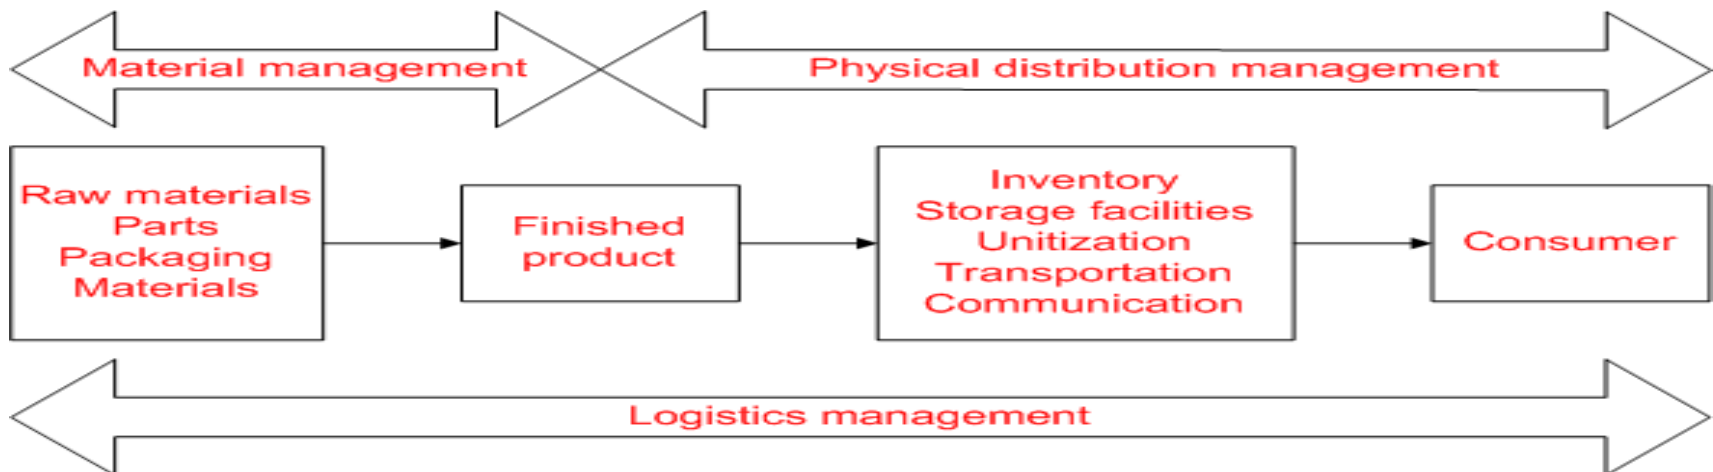 Material management
Physical distribution management
Raw materials
Parts
Packaging
Materials
Finished
product
Inventory
Storage facilities
Unitization
Transportation
Communication
Consumer
Logistics management